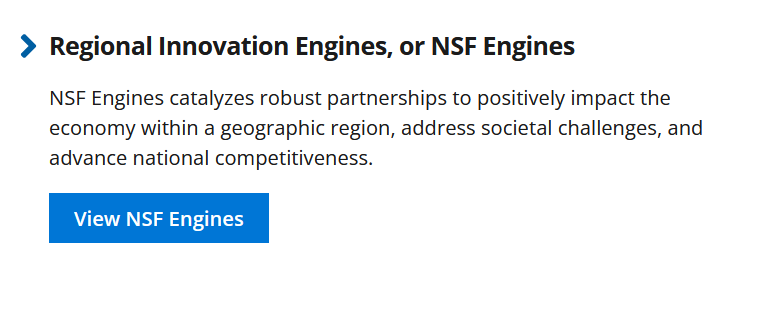 Regional Innovation Engines, or NSF Engines
NSF Engines catalyzes robust partnerships to positively impact the
economy within a geographic region, address societal challenges, and
advance national competitiveness.
View NSF Engines